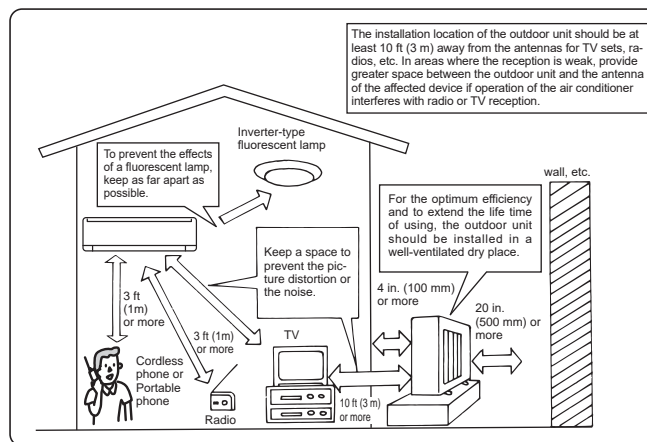 The installation location of the outdoor unit should be at
least 10 ft (3 m) away from the antennas for TV sets, ra-
dios, etc. In areas where the reception is weak, provide
greater space between the outdoor unit and the antenna
of the affected device if operation of the air conditioner
interferes with radio or TV reception.
Inverter-type
fluorescent lamp
To prevent the effects
of a fluorescent lamp,
keep as far apart as
possible.
wall, etc.
For the optimum efficiency
and to extend the life time
of using, the outdoor unit
should be installed in a
well-ventilated dry place.
Keep a space to
prevent the pic-
ture distortion or
the noise.
4 in. (100 mm)
or more
20 in.
(500 mm) or
more
3 ft
(1m)
or more
3 ft (1m)
or more
TV
Cordless
phone or
Portable
phone
Radio
10 ft (3 m)
or more